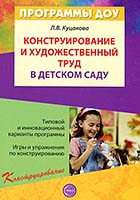 ПРОГРАММЫ ДОУ
Л.В. Куцакова
КОНСТРУИРОВАНИЕ
И ХУДОЖЕСТВЕННЫЙ
ТРУД
В ДЕТСКОМ САДУ
Типовой
и инновационный
варианты программы
Игры и упражнения
по конструированию
Конструирование